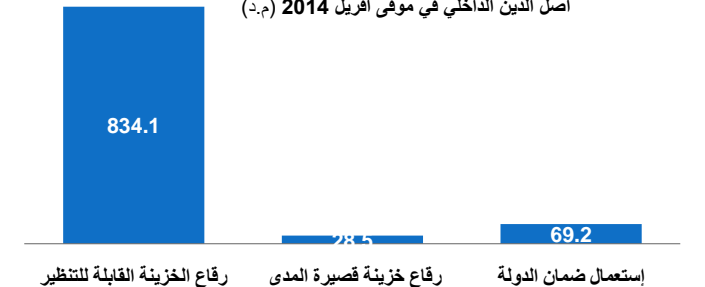 أصل الدين الداخلي في موفى أفريل 2014 (م.د)
834.1
28.5
69.2
رقاع الخزينة القابلة للتنظير
رقاع خزينة قصيرة المدى
إستعمال ضمان الدولة